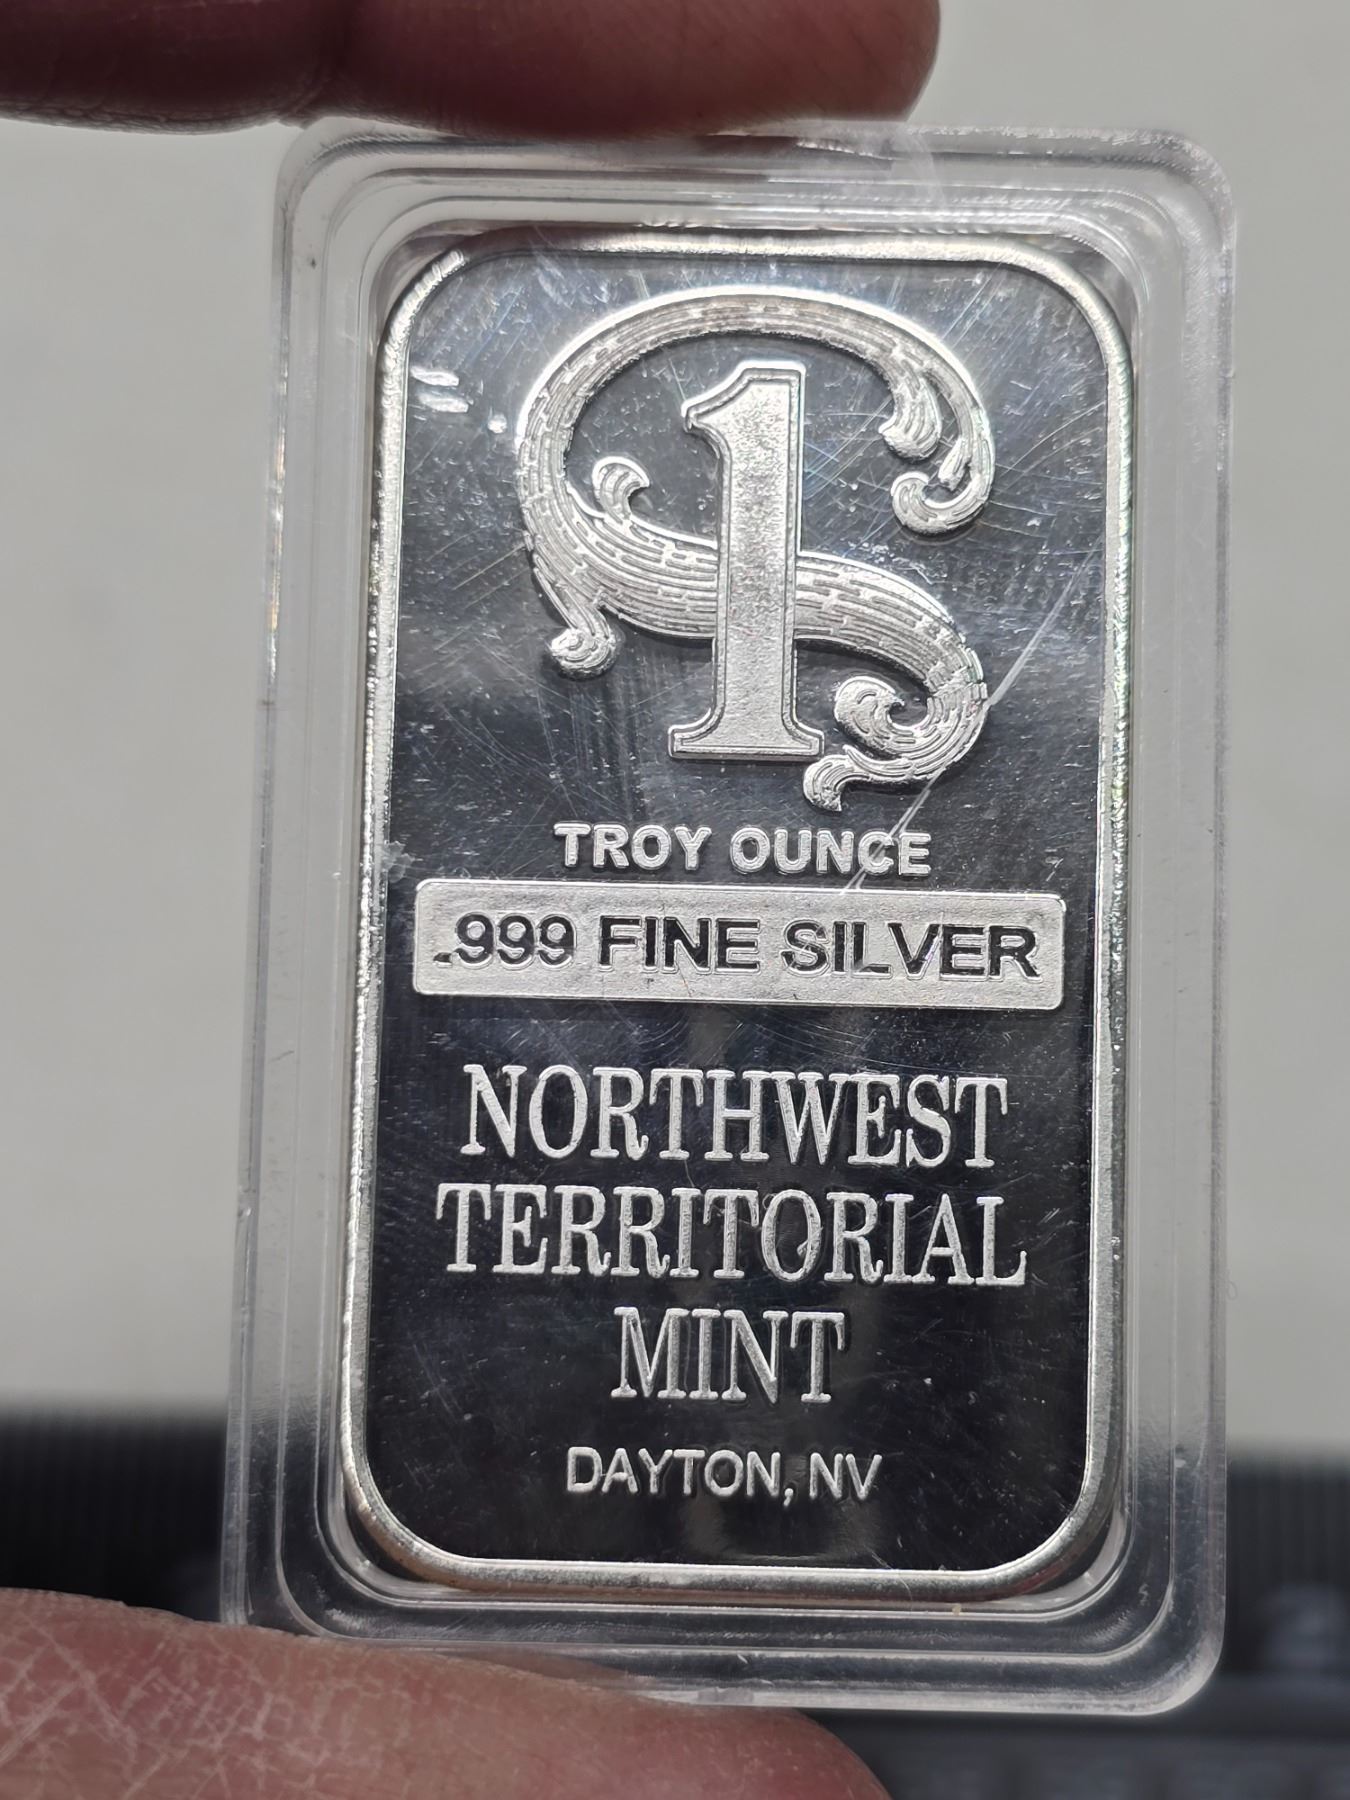 1
TROY OUNCE
.999 FINE SILVER
NORTHWEST
TERRITORIAL
MINT
DAYTON, NV